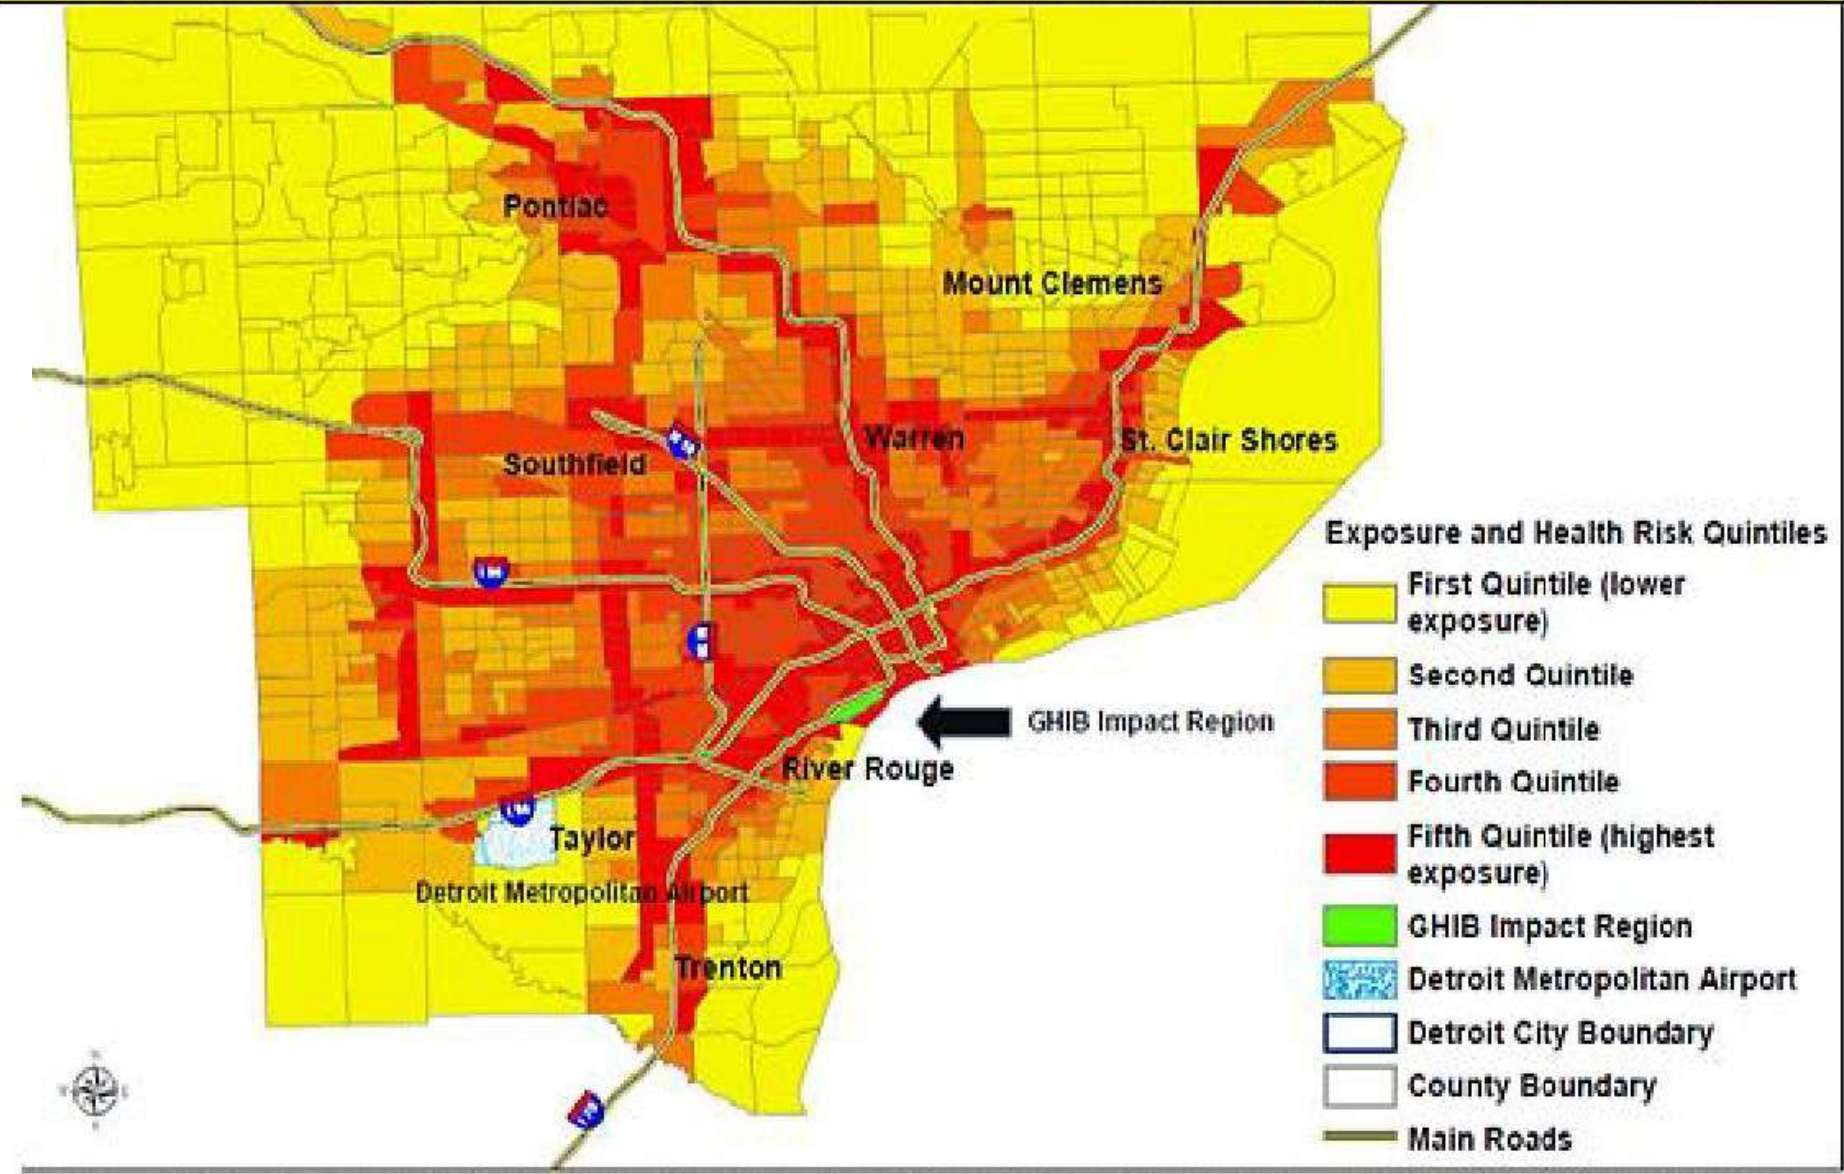 Pontiac
Mount Clemens
Warren
St. Clair Shores
Southfield
Exposure and Health Risk Quintiles
First Quintile (lower
exposure)
Second Quintile
GHIB Impact Region
Third Quintile
River Rouge
Fourth Quintile
Taylor
Fifth Quintile (highest
exposure)
Detroit Metropolitan Airport
GHIB Impact Region
Trenton
Detroit Metropolitan Airport
Detroit City Boundary
County Boundary
Main Roads